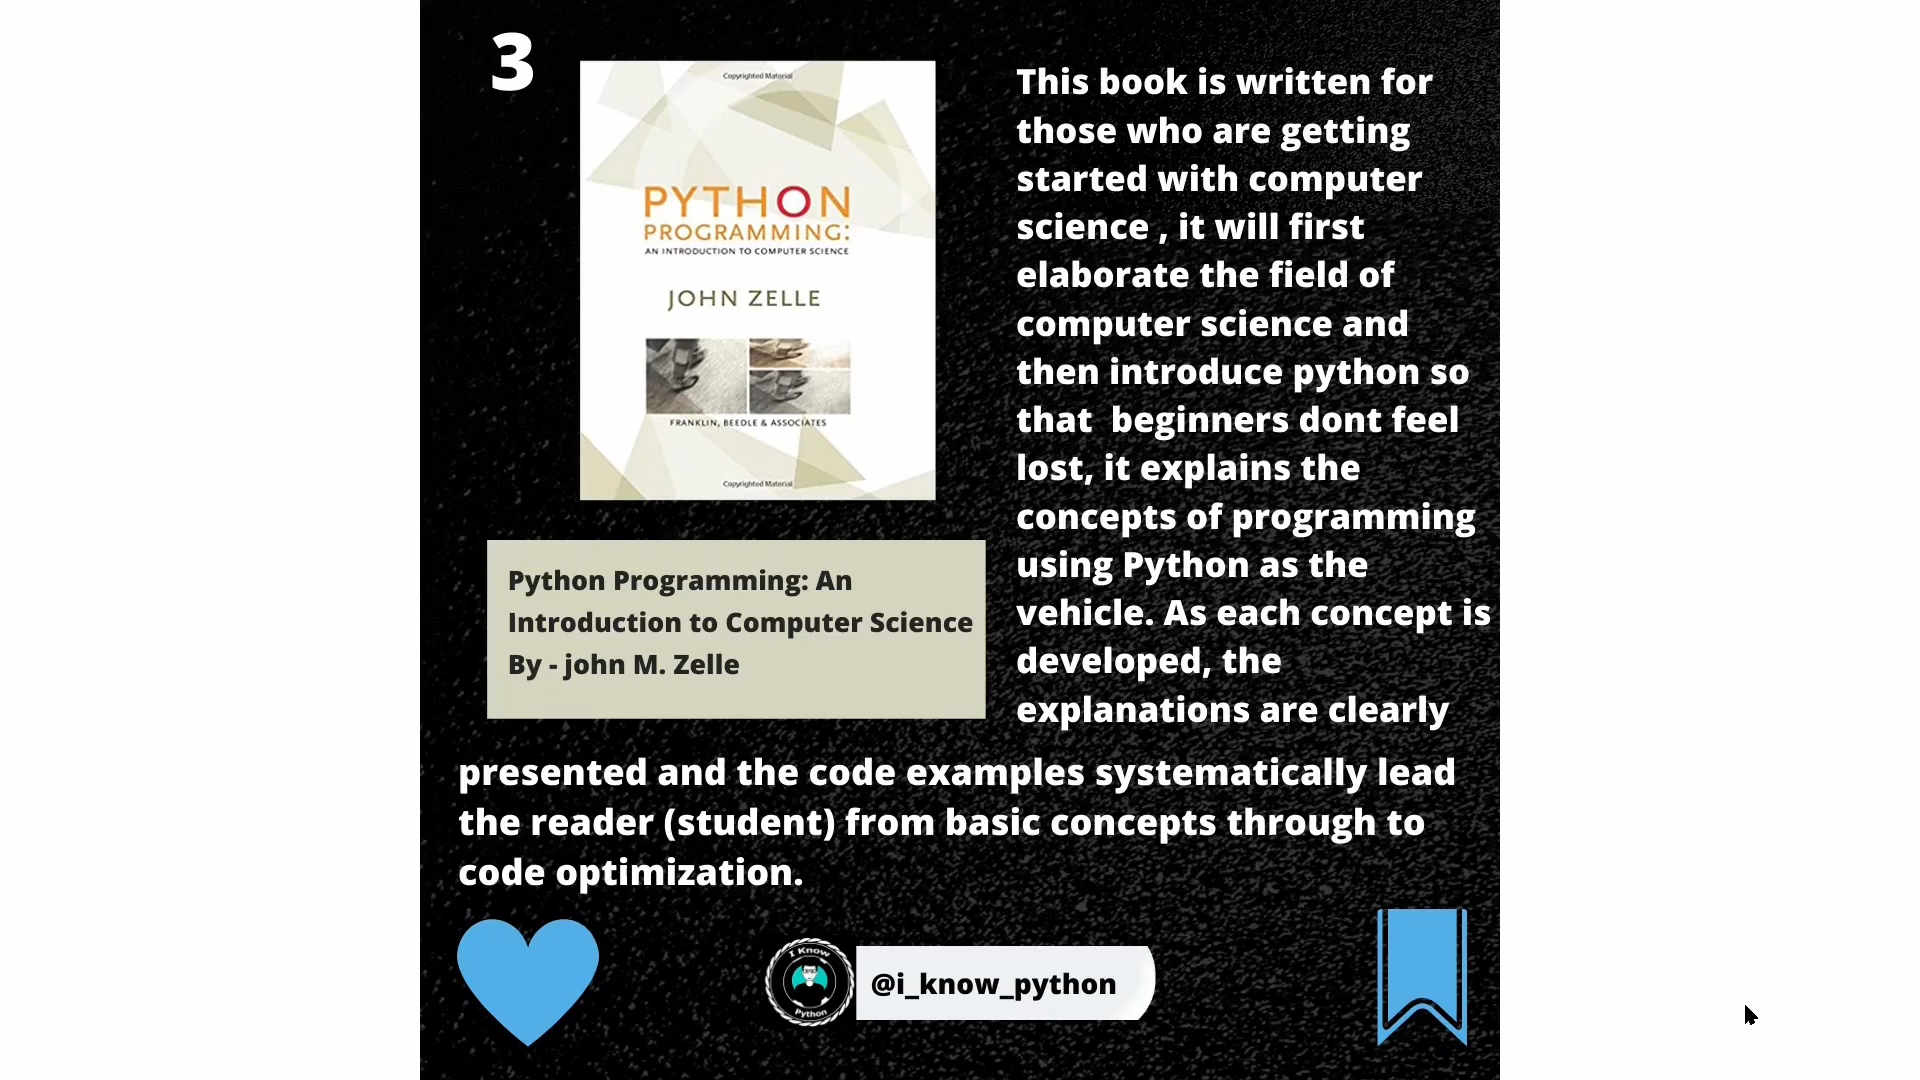 3
Copyrighted Material
PYTHON
PROGRAMMING:
AN INTRODUCTION TO COMPUTER SCIENCE
JOHN ZELLE
FRANKLIN, BEEDLE & ASSOCIATES
Copyrighted Material
Python Programming: An
Introduction to Computer Science
By - john M. Zelle
This book is written for
those who are getting
started with computer
science , it will first
elaborate the field of
computer science and
then introduce python so
that  beginners dont feel
lost, it explains the
concepts of programming
using Python as the
vehicle. As each concept is
developed, the
explanations are clearly
presented and the code examples systematically lead
the reader (student) from basic concepts through to
code optimization.
I Know
Python
@i_know_python